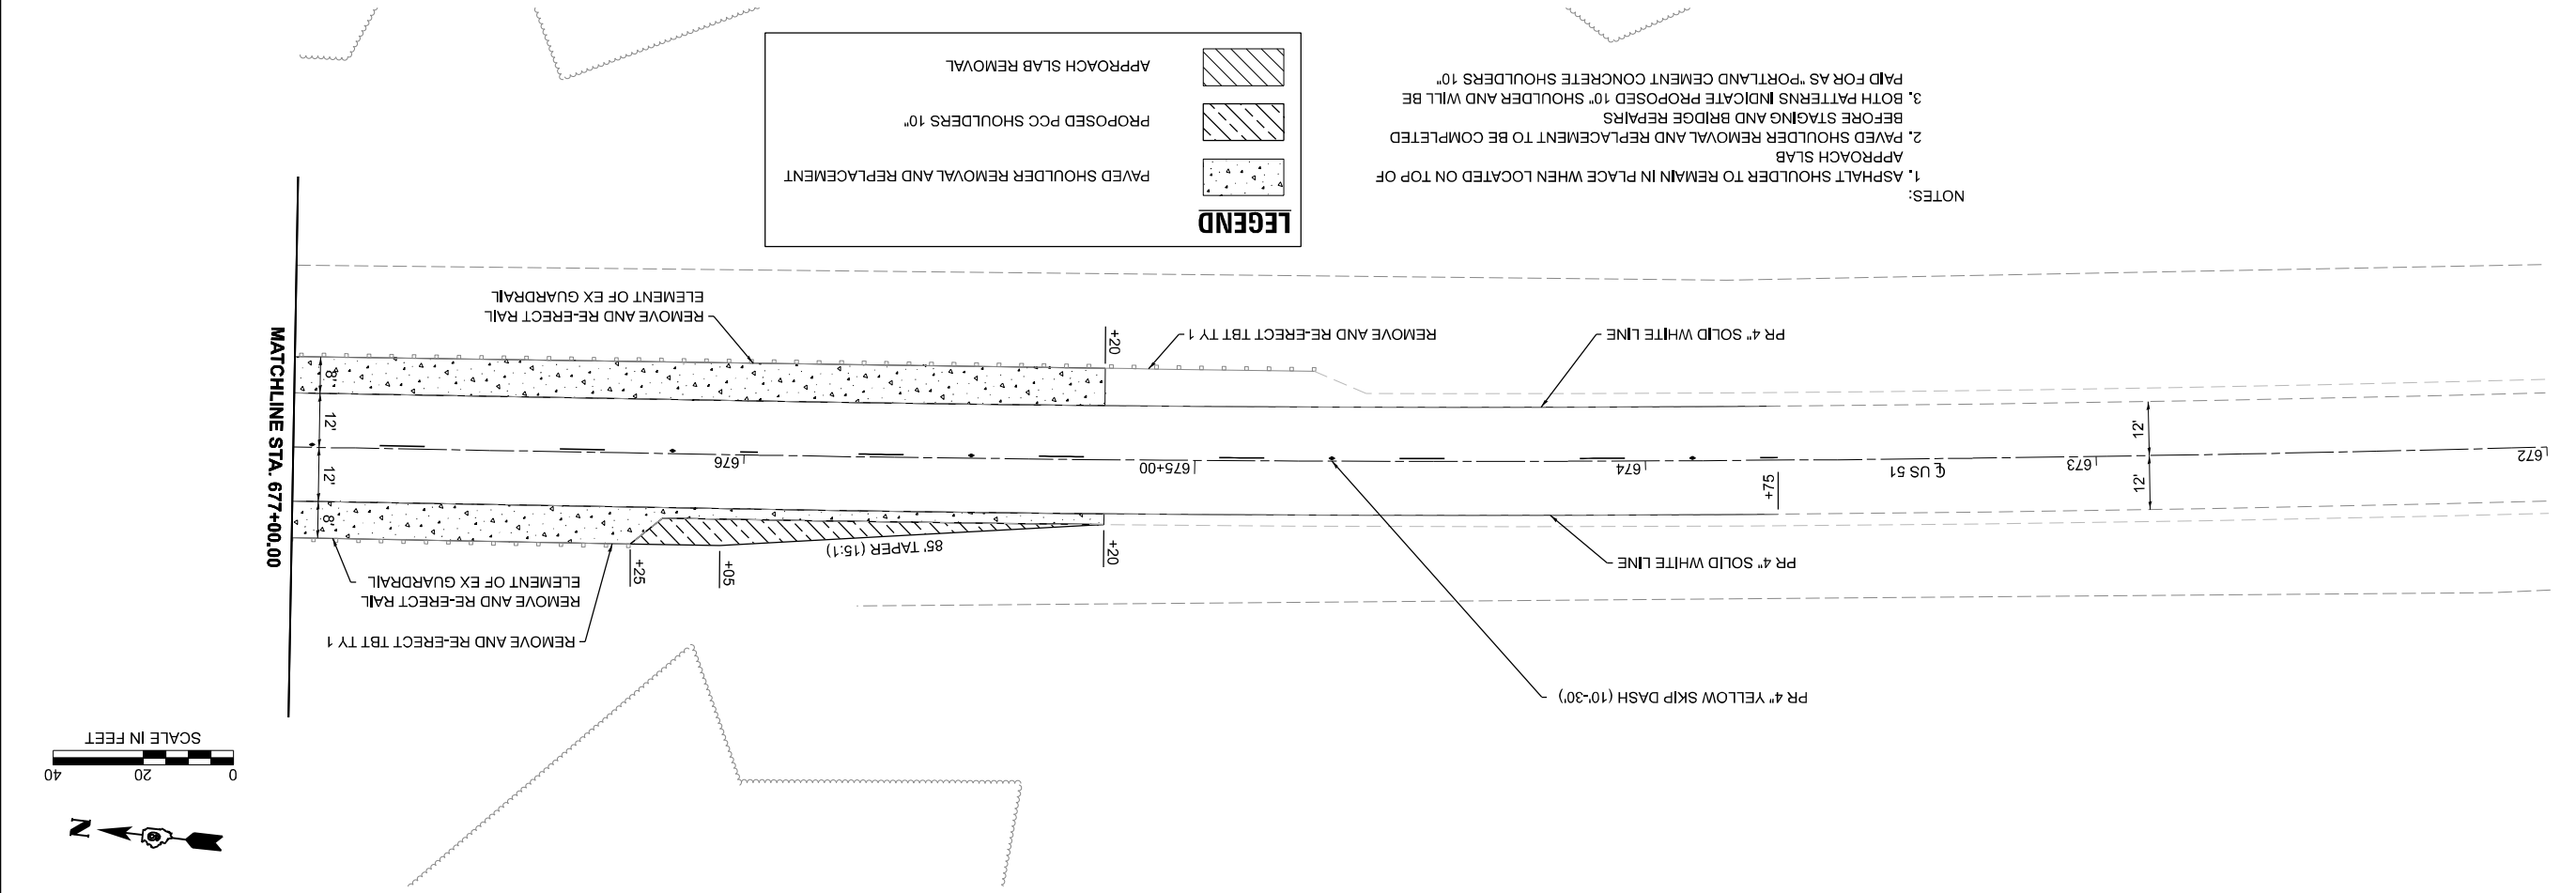 NOTES:
1. ASPHALT SHOULDER TO REMAIN IN PLACE WHEN LOCATED ON TOP OF
APPROACH SLAB
2. PAVED SHOULDER REMOVAL AND REPLACEMENT TO BE COMPLETED
BEFORE STAGING AND BRIDGE REPAIRS
3. BOTH PATTERNS INDICATE PROPOSED 10" SHOULDER AND WILL BE
PAID FOR AS "PORTLAND CEMENT CONCRETE SHOULDERS 10"
LEGEND
PAVED SHOULDER REMOVAL AND REPLACEMENT
PROPOSED PCC SHOULDERS 10"
APPROACH SLAB REMOVAL
N
0 20 40
SCALE IN FEET
PR 4" YELLOW SKIP DASH (10'-30')
REMOVE AND RE-ERECT TBT TY 1
REMOVE AND RE-ERECT RAIL
ELEMENT OF EX GUARDRAIL
PR 4" SOLID WHITE LINE
+20
+05
+25
85' TAPER (15:1)
+75
12'
12'
8'
12'
12'
8'
672
673
℄ US 51
674
675+00
676
PR 4" SOLID WHITE LINE
+20
REMOVE AND RE-ERECT TBT TY 1
REMOVE AND RE-ERECT RAIL
ELEMENT OF EX GUARDRAIL
MATCHLINE STA. 677+00.00